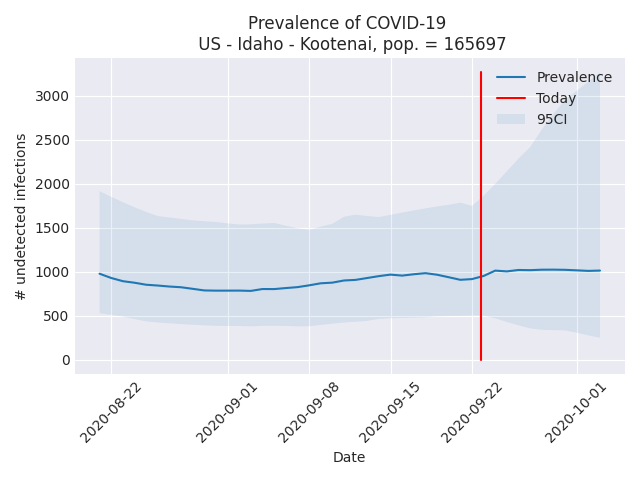 Prevalence of COVID-19
US - Idaho - Kootenai, pop. = 165697
Prevalence
Today
95CI
3000
2500
2000
1500
1000
500
0
# undetected infections
2020-08-22
2020-09-01
2020-09-08
2020-09-15
2020-09-22
2020-10-01
Date